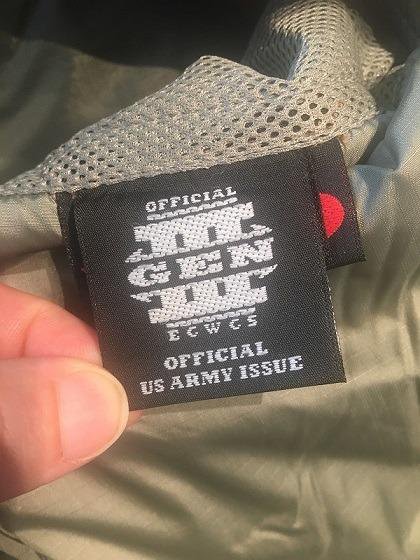 OFFICIAL
III
GEN
III
ECWCS
OFFICIAL
US ARMY ISSUE